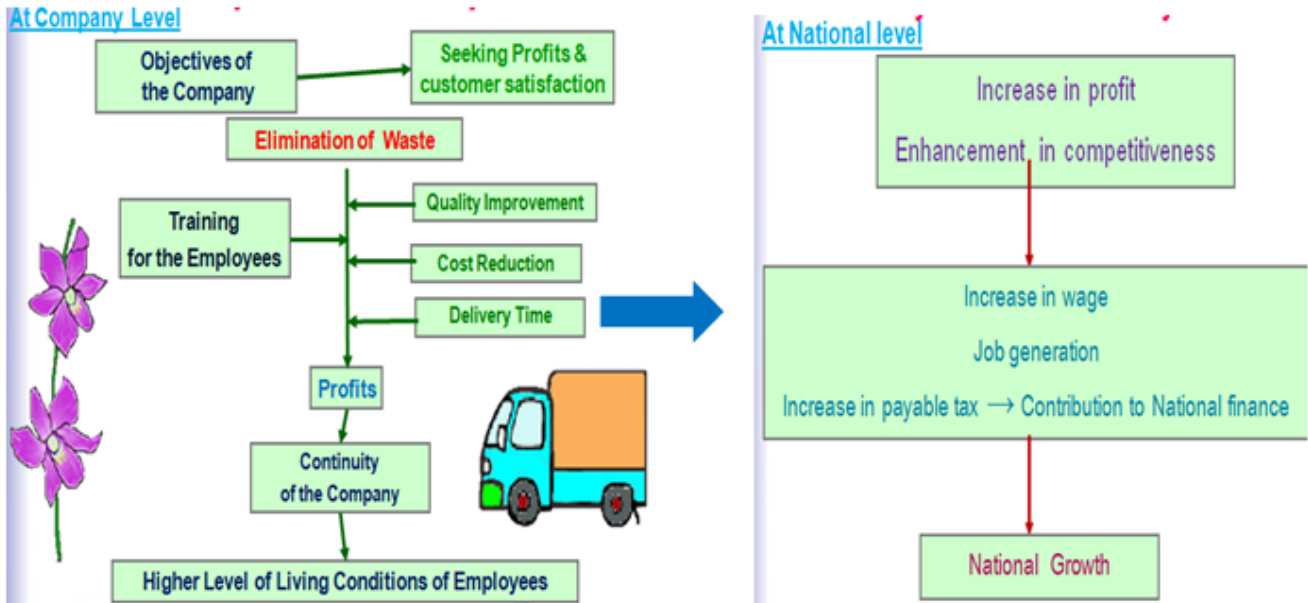 At Company Level
Objectives of
the Company
Seeking Profits &
customer satisfaction
Elimination of Waste
Quality Improvement
Training
for the Employees
Cost Reduction
Delivery Time
Profits
Continuity
of the Company
Higher Level of Living Conditions of Employees
At National level
Increase in profit
Enhancement in competitiveness
Increase in wage
Job generation
Increase in payable tax → Contribution to National finance
National Growth